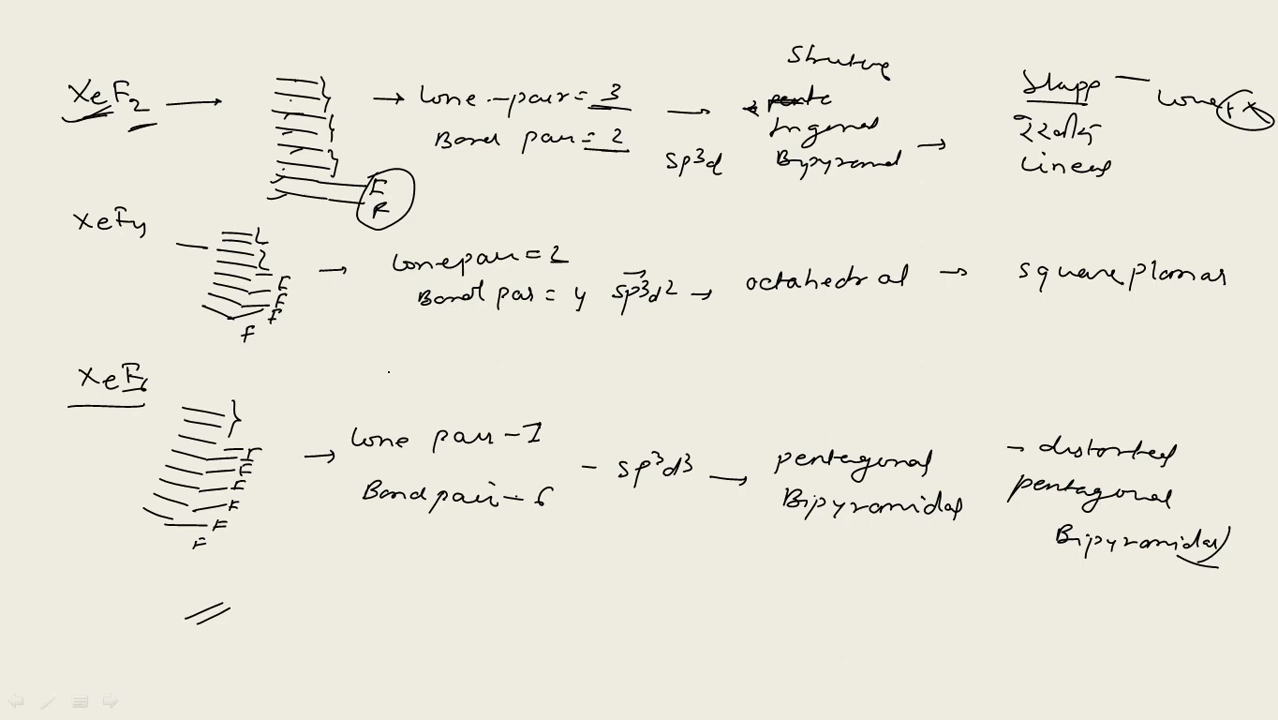 Structure
XeF2 → lone -pair = 3 → Shape — lone
Bond pair = 2 Trigonal
sp3d Bipyramid → Linear
F
F
XeF4 L
L lone pair = 2
F Bond pair = 4 sp3d2 → octahedral → square planar
F
F
F
XeF6
lone pair - 1
F → - sp3d3 → pentagonal - distorted
F Bond pair - 6 Bipyramidal pentagonal
F Bipyramidal
F
F
F